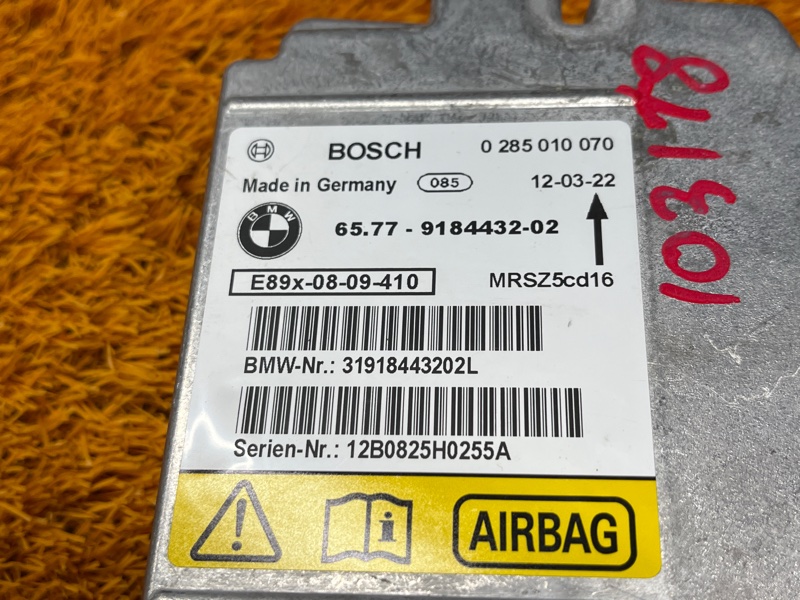 BOSCH 0 285 010 070
Made in Germany 085 12-03-22
BMW 65.77 - 9184432-02
E89x-08-09-410 MRSZ5cd16
BMW-Nr.: 31918443202L
Serien-Nr.: 12B0825H0255A
i AIRBAG
103178